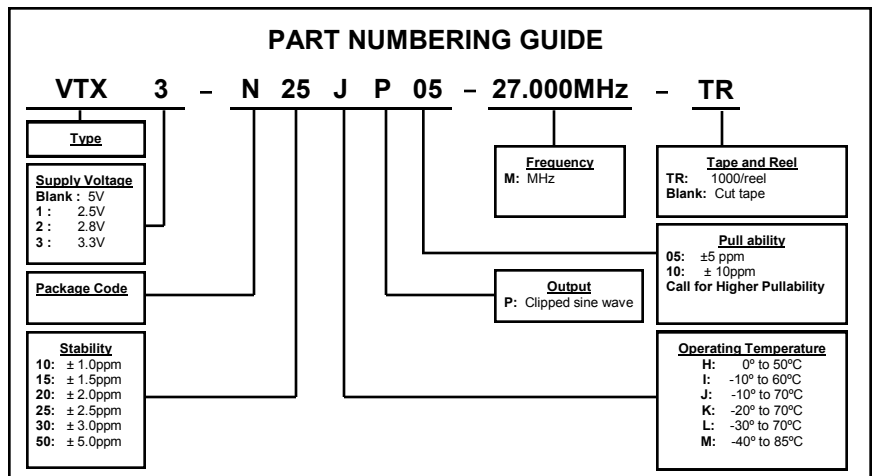 PART NUMBERING GUIDE
VTX 3 – N 25 J P 05 – 27.000MHz – TR
Type
Supply Voltage
Blank : 5V
1 : 2.5V
2 : 2.8V
3 : 3.3V
Package Code
Stability
10: ± 1.0ppm
15: ± 1.5ppm
20: ± 2.0ppm
25: ± 2.5ppm
30: ± 3.0ppm
50: ± 5.0ppm
Frequency
M: MHz
Output
P: Clipped sine wave
Tape and Reel
TR: 1000/reel
Blank: Cut tape
Pull ability
05: ±5 ppm
10: ± 10ppm
Call for Higher Pullability
Operating Temperature
H: 0º to 50ºC
I: -10º to 60ºC
J: -10º to 70ºC
K: -20º to 70ºC
L: -30º to 70ºC
M: -40º to 85ºC